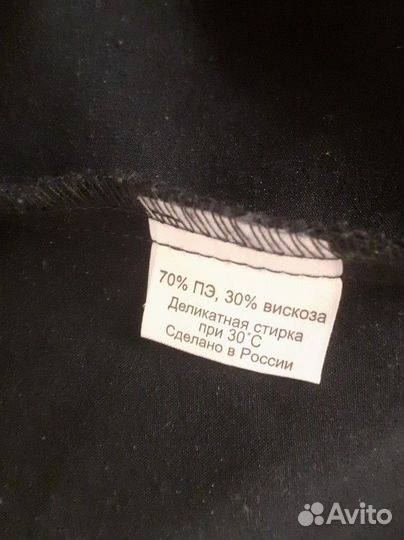 70% ПЭ, 30% вискоза
Деликатная стирка
при 30°С
Сделано в России
Avito